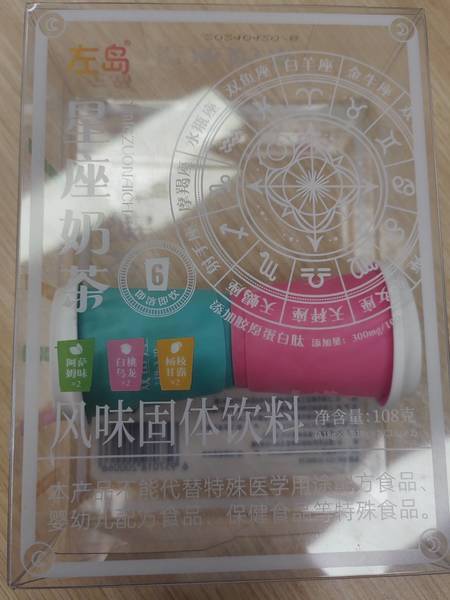 左岛
星座奶茶
双鱼座
白羊座
金牛座
水瓶座
摩羯座
射手座
天蝎座
天秤座
女座
添加胶原蛋白肽
6
即拆即饮
阿萨
姆味
×2
白桃
乌龙
×2
杨枝
甘露
×2
风味固体饮料
净含量:108克
本产品不能代替特殊医学用途配方食品、
婴幼儿配方食品、保健食品等特殊食品。